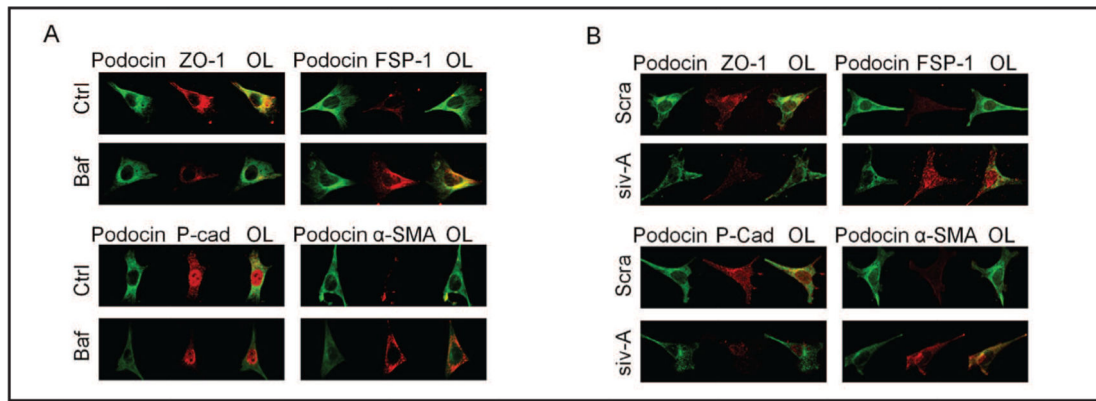 A
Podocin ZO-1 OL Podocin FSP-1 OL
Ctrl
Baf
Podocin P-cad OL Podocin α-SMA OL
Ctrl
Baf
B
Podocin ZO-1 OL Podocin FSP-1 OL
Scra
siv-A
Podocin P-Cad OL Podocin α-SMA OL
Scra
siv-A